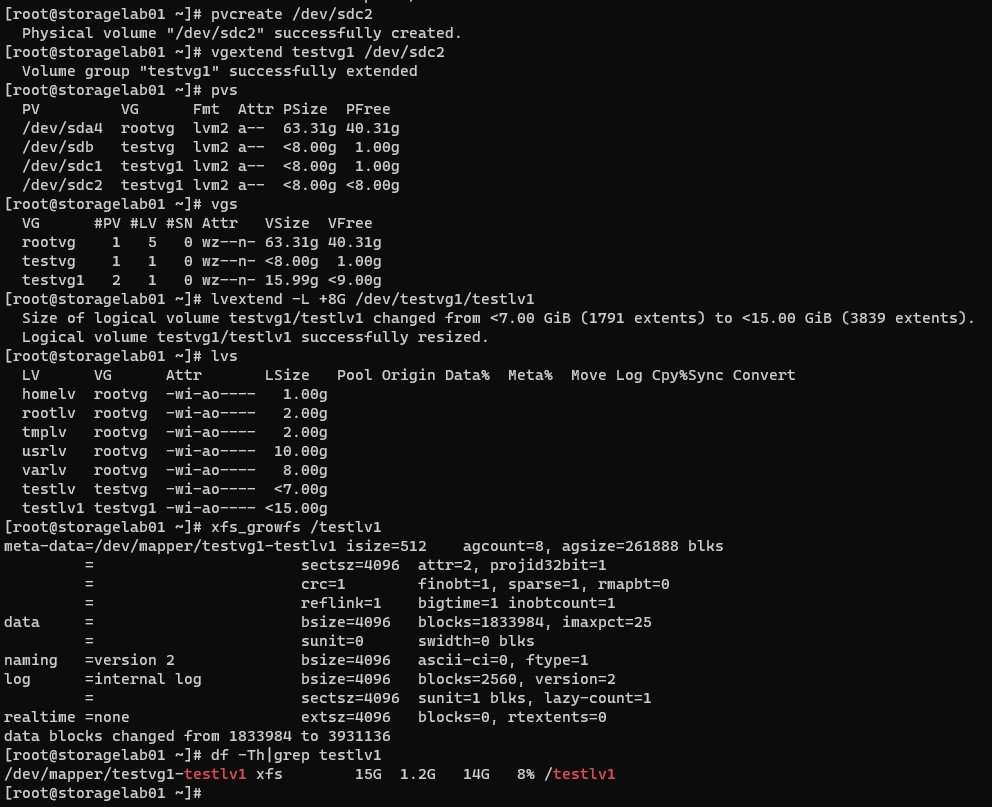 [root@storagelab01 ~]# pvcreate /dev/sdc2
  Physical volume "/dev/sdc2" successfully created.
[root@storagelab01 ~]# vgextend testvg1 /dev/sdc2
  Volume group "testvg1" successfully extended
[root@storagelab01 ~]# pvs
  PV         VG      Fmt  Attr PSize  PFree
  /dev/sda4  rootvg  lvm2 a--  63.31g 40.31g
  /dev/sdb   testvg  lvm2 a--  <8.00g  1.00g
  /dev/sdc1  testvg1 lvm2 a--  <8.00g  1.00g
  /dev/sdc2  testvg1 lvm2 a--  <8.00g <8.00g
[root@storagelab01 ~]# vgs
  VG      #PV #LV #SN Attr   VSize  VFree
  rootvg    1   5   0 wz--n- 63.31g 40.31g
  testvg    1   1   0 wz--n- <8.00g  1.00g
  testvg1   2   1   0 wz--n- 15.99g <9.00g
[root@storagelab01 ~]# lvextend -L +8G /dev/testvg1/testlv1
  Size of logical volume testvg1/testlv1 changed from <7.00 GiB (1791 extents) to <15.00 GiB (3839 extents).
  Logical volume testvg1/testlv1 successfully resized.
[root@storagelab01 ~]# lvs
  LV      VG      Attr       LSize   Pool Origin Data%  Meta%  Move Log Cpy%Sync Convert
  homelv  rootvg  -wi-ao----   1.00g
  rootlv  rootvg  -wi-ao----   2.00g
  tmplv   rootvg  -wi-ao----   2.00g
  usrlv   rootvg  -wi-ao----  10.00g
  varlv   rootvg  -wi-ao----   8.00g
  testlv  testvg  -wi-ao----  <7.00g
  testlv1 testvg1 -wi-ao---- <15.00g
[root@storagelab01 ~]# xfs_growfs /testlv1
meta-data=/dev/mapper/testvg1-testlv1 isize=512    agcount=8, agsize=261888 blks
         =                       sectsz=4096  attr=2, projid32bit=1
         =                       crc=1        finobt=1, sparse=1, rmapbt=0
         =                       reflink=1    bigtime=1 inobtcount=1
data     =                       bsize=4096   blocks=1833984, imaxpct=25
         =                       sunit=0      swidth=0 blks
naming   =version 2              bsize=4096   ascii-ci=0, ftype=1
log      =internal log           bsize=4096   blocks=2560, version=2
         =                       sectsz=4096  sunit=1 blks, lazy-count=1
realtime =none                   extsz=4096   blocks=0, rtextents=0
data blocks changed from 1833984 to 3931136
[root@storagelab01 ~]# df -Th|grep testlv1
/dev/mapper/testvg1-testlv1 xfs        15G  1.2G   14G   8% /testlv1
[root@storagelab01 ~]#